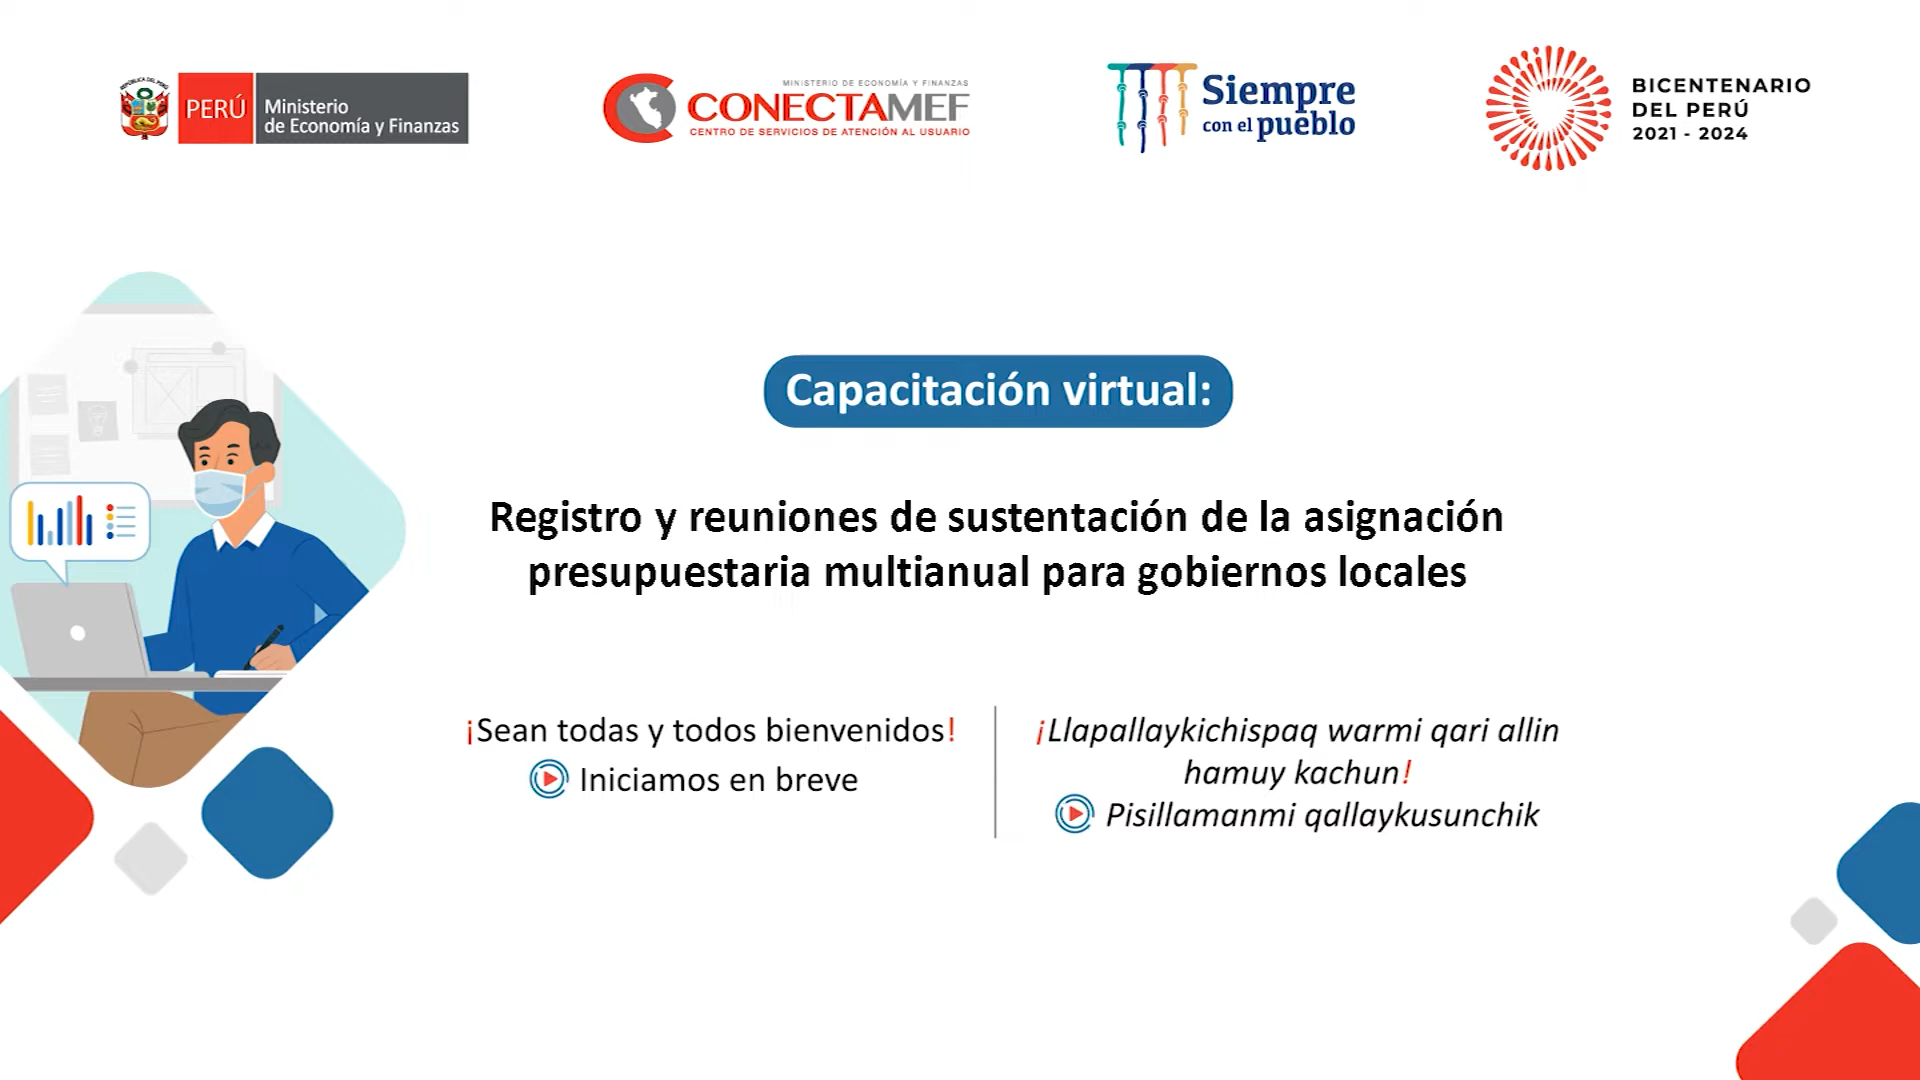 REPÚBLICA DEL PERÚ
PERÚ
Ministerio
de Economía y Finanzas
MINISTERIO DE ECONOMÍA Y FINANZAS
CONECTAMEF
CENTRO DE SERVICIOS DE ATENCIÓN AL USUARIO
Siempre
con el pueblo
BICENTENARIO
DEL PERÚ
2021 - 2024
Capacitación virtual:
Registro y reuniones de sustentación de la asignación
presupuestaria multianual para gobiernos locales
¡Sean todas y todos bienvenidos!
Iniciamos en breve
¡Llapallaykichispaq warmi qari allin
hamuy kachun!
Pisillamanmi qallaykusunchik